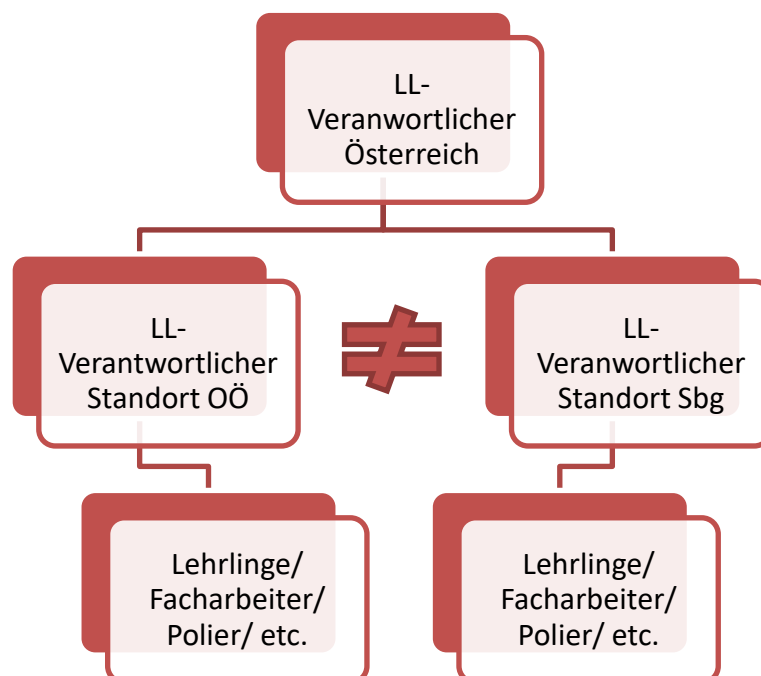 LL-
Veranwortlicher
Österreich
LL-
Verantwortlicher
Standort OÖ
LL-
Veranwortlicher
Standort Sbg
Lehrlinge/
Facharbeiter/
Polier/ etc.
Lehrlinge/
Facharbeiter/
Polier/ etc.